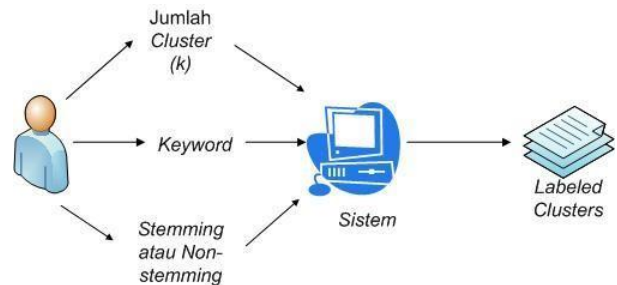 Jumlah
Cluster
(k)
Keyword
Stemming
atau Non-
stemming
Sistem
Labeled
Clusters